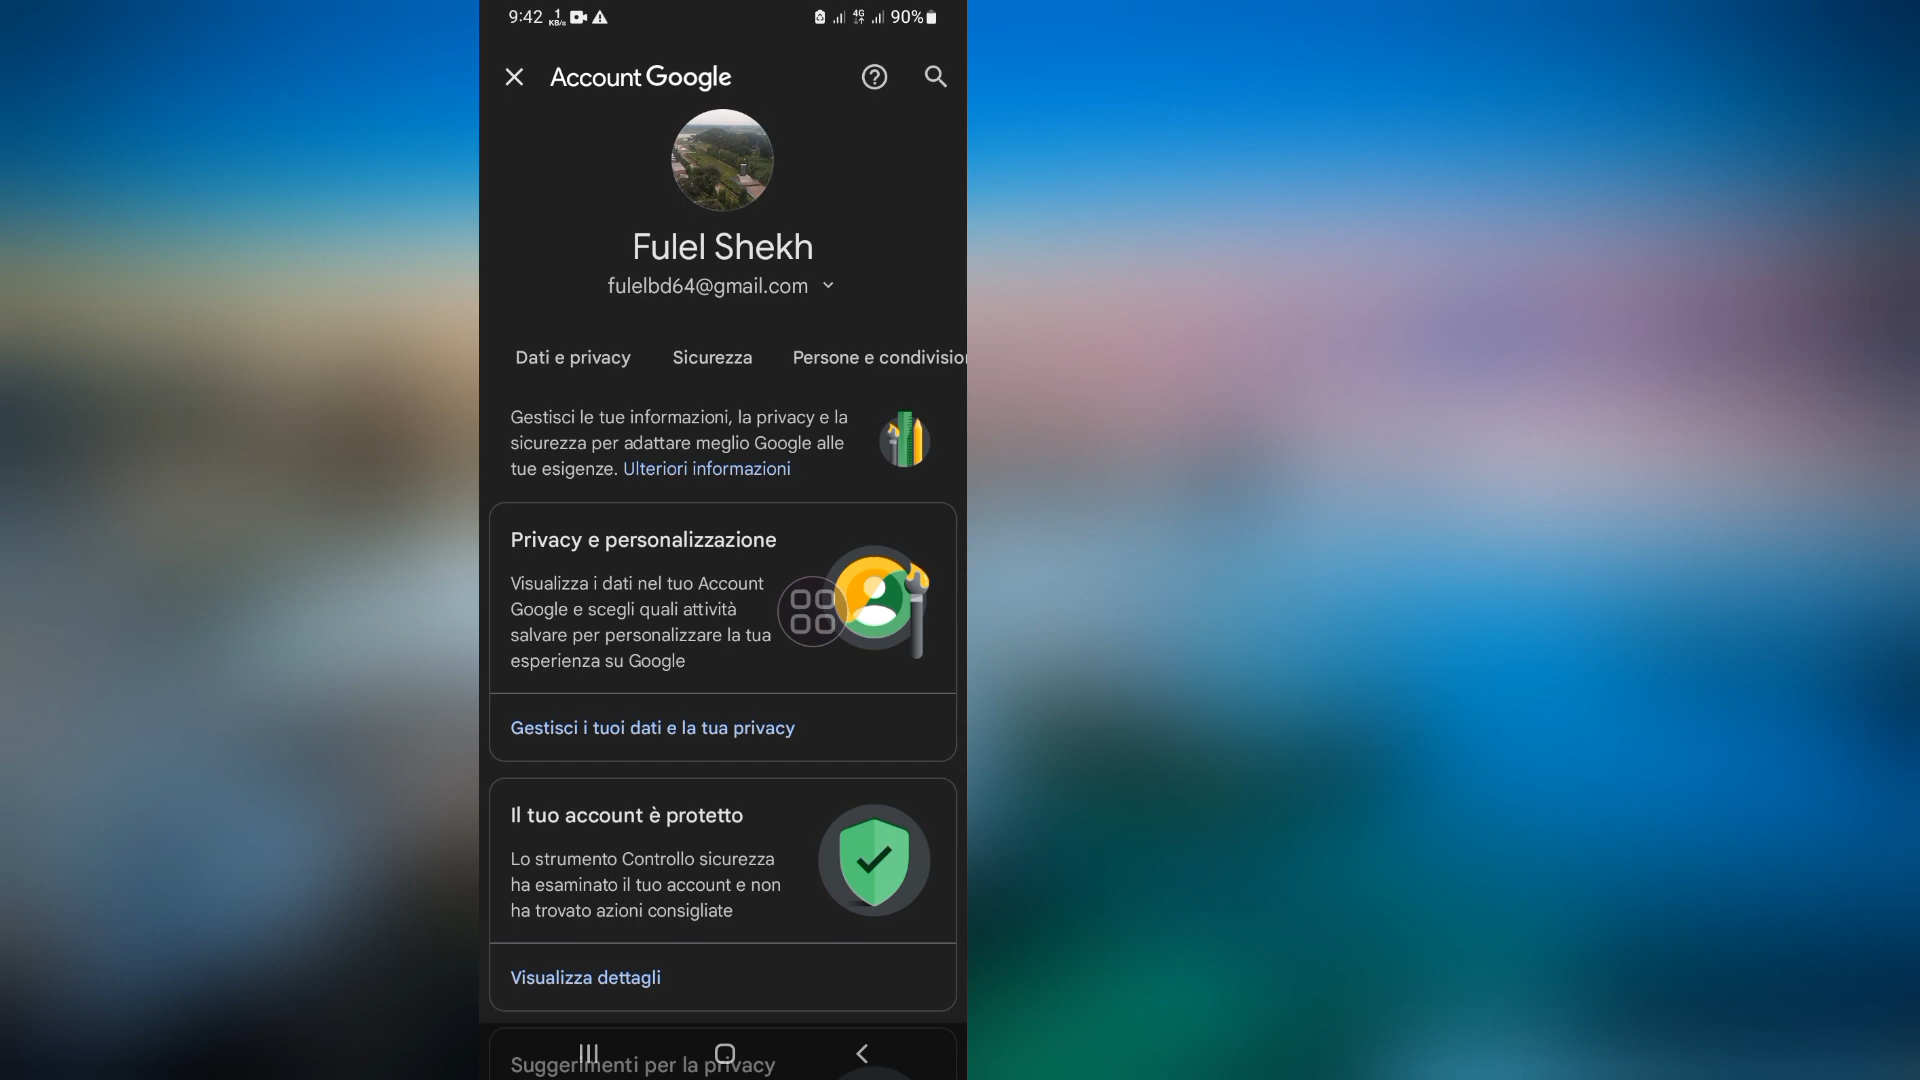 9:42 1 KB/s 4G 90%
Account Google
Fulel Shekh
fulelbd64@gmail.com
Dati e privacy Sicurezza Persone e condivision
Gestisci le tue informazioni, la privacy e la
sicurezza per adattare meglio Google alle
tue esigenze. Ulteriori informazioni
Privacy e personalizzazione
Visualizza i dati nel tuo Account
Google e scegli quali attività
salvare per personalizzare la tua
esperienza su Google
Gestisci i tuoi dati e la tua privacy
Il tuo account è protetto
Lo strumento Controllo sicurezza
ha esaminato il tuo account e non
ha trovato azioni consigliate
Visualizza dettagli
Suggerimenti per la privacy